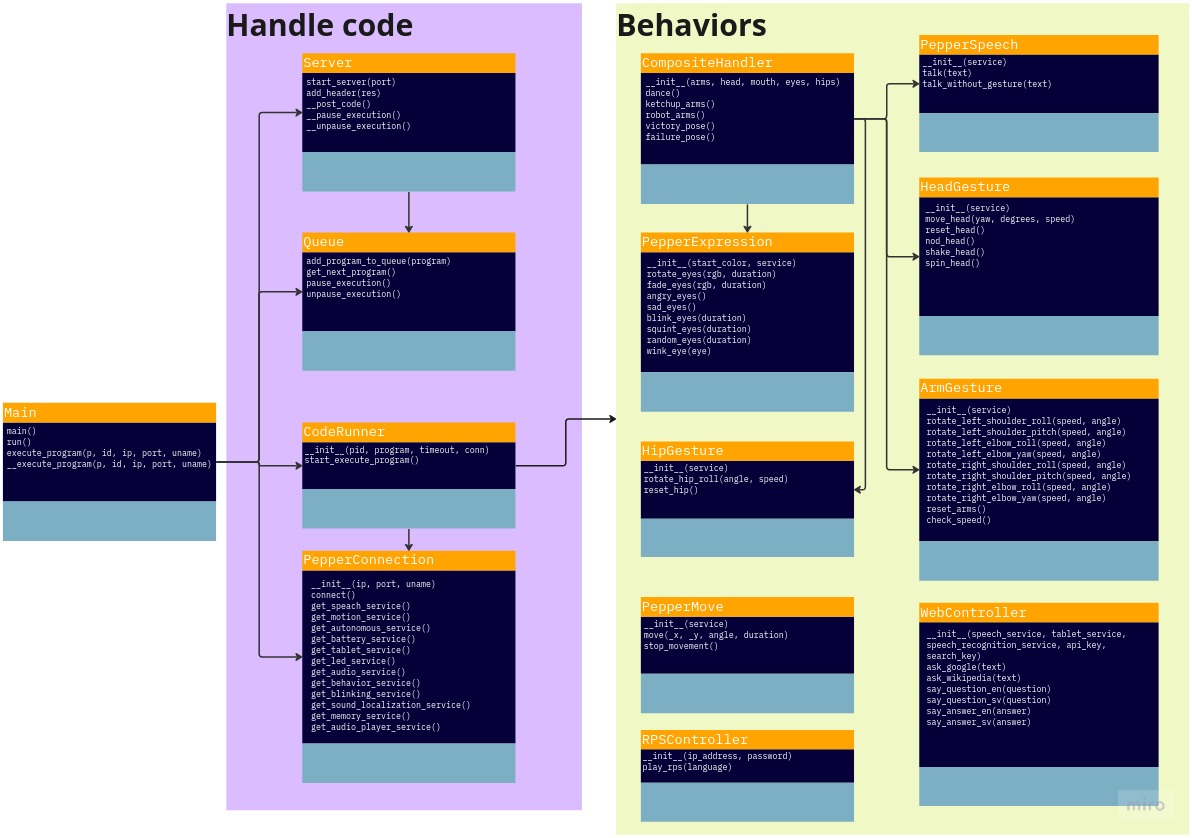 Handle code
Server
start_server(port)
add_header(res)
__post_code()
__pause_execution()
__unpause_execution()
Queue
add_program_to_queue(program)
get_next_program()
pause_execution()
unpause_execution()
Main
main()
run()
execute_program(p, id, ip, port, uname)
__execute_program(p, id, ip, port, uname)
CodeRunner
__init__(pid, program, timeout, conn)
start_execute_program()
PepperConnection
__init__(ip, port, uname)
connect()
get_speach_service()
get_motion_service()
get_autonomous_service()
get_battery_service()
get_tablet_service()
get_led_service()
get_audio_service()
get_behavior_service()
get_blinking_service()
get_sound_localization_service()
get_memory_service()
get_audio_player_service()
Behaviors
CompositeHandler
__init__(arms, head, mouth, eyes, hips)
dance()
ketchup_arms()
robot_arms()
victory_pose()
failure_pose()
PepperExpression
__init__(start_color, service)
rotate_eyes(rgb, duration)
fade_eyes(rgb, duration)
angry_eyes()
sad_eyes()
blink_eyes(duration)
squint_eyes(duration)
random_eyes(duration)
wink_eye(eye)
HipGesture
__init__(service)
rotate_hip_roll(angle, speed)
reset_hip()
PepperMove
__init__(service)
move(_x, _y, angle, duration)
stop_movement()
RPSController
__init__(ip_address, password)
play_rps(language)
PepperSpeech
__init__(service)
talk(text)
talk_without_gesture(text)
HeadGesture
__init__(service)
move_head(yaw, degrees, speed)
reset_head()
nod_head()
shake_head()
spin_head()
ArmGesture
__init__(service)
rotate_left_shoulder_roll(speed, angle)
rotate_left_shoulder_pitch(speed, angle)
rotate_left_elbow_roll(speed, angle)
rotate_left_elbow_yaw(speed, angle)
rotate_right_shoulder_roll(speed, angle)
rotate_right_shoulder_pitch(speed, angle)
rotate_right_elbow_roll(speed, angle)
rotate_right_elbow_yaw(speed, angle)
reset_arms()
check_speed()
WebController
__init__(speech_service, tablet_service,
speech_recognition_service, api_key,
search_key)
ask_google(text)
ask_wikipedia(text)
say_question_en(question)
say_question_sv(question)
say_answer_en(answer)
say_answer_sv(answer)
miro